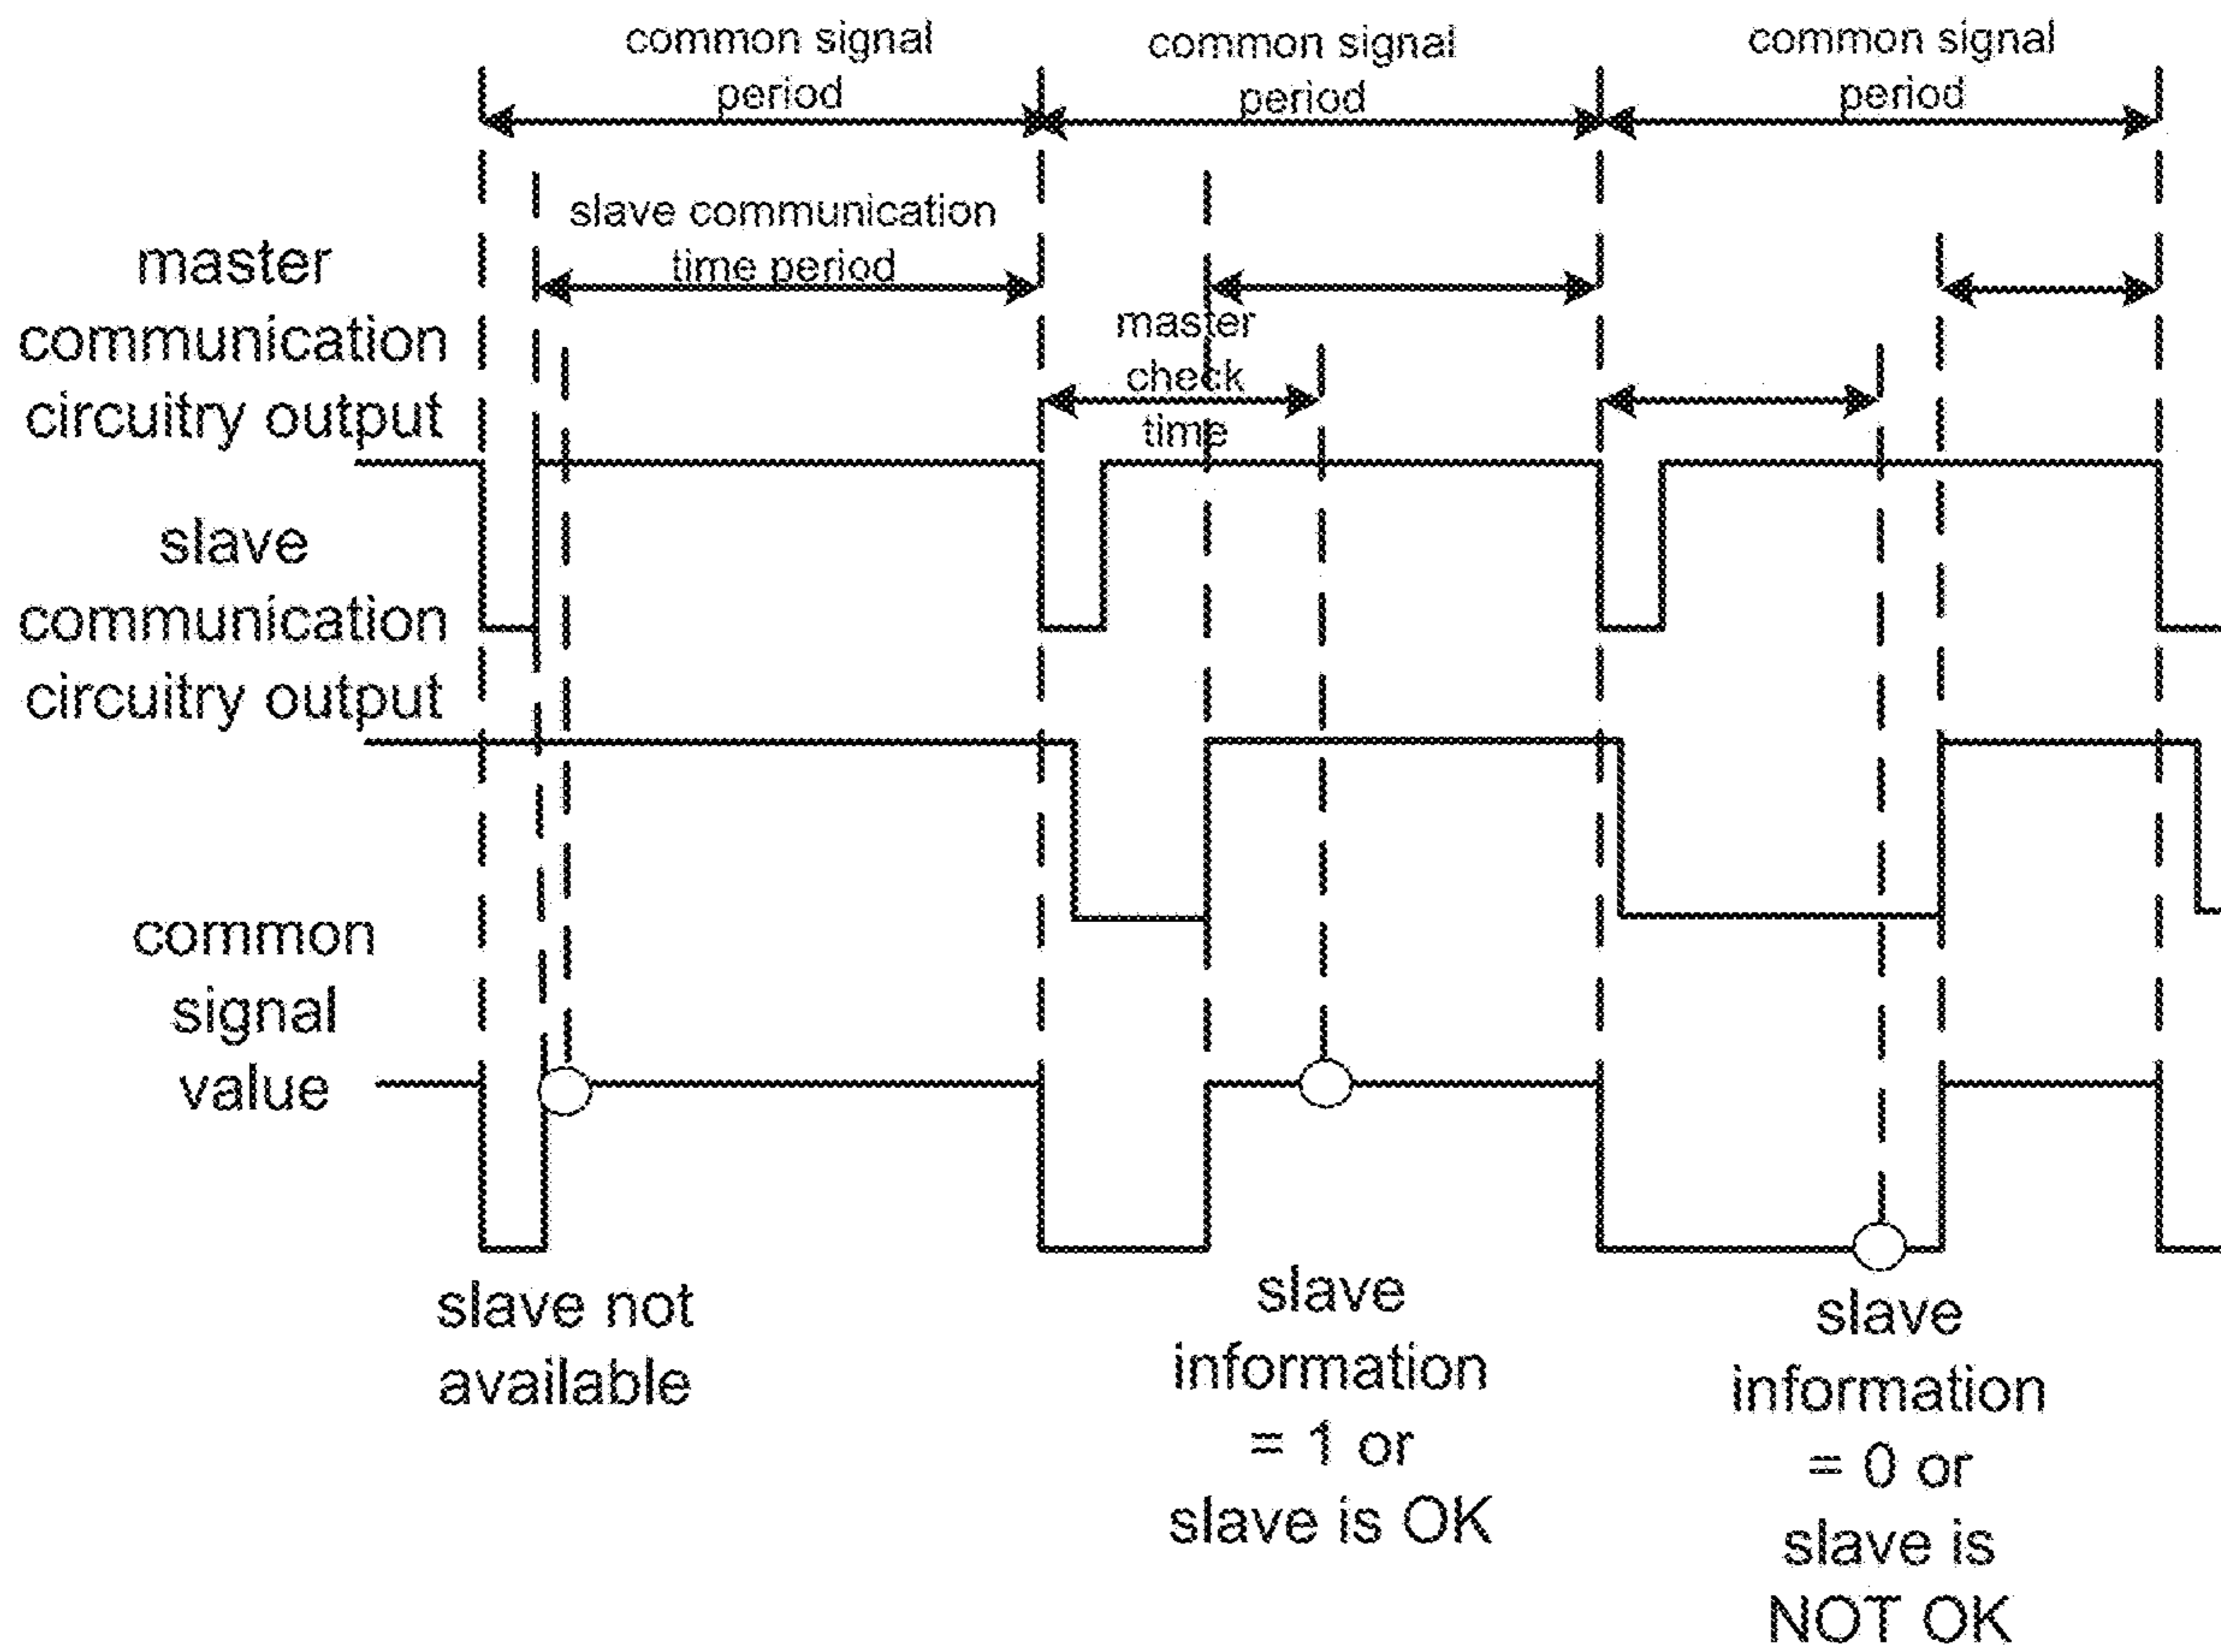 common signal
period
common signal
period
common signal
period
slave communication
time period
master
communication
circuitry output
master
check
time
slave
communication
circuitry output
common
signal
value
slave not
available
slave
information
= 1 or
slave is OK
slave
information
= 0 or
slave is
NOT OK